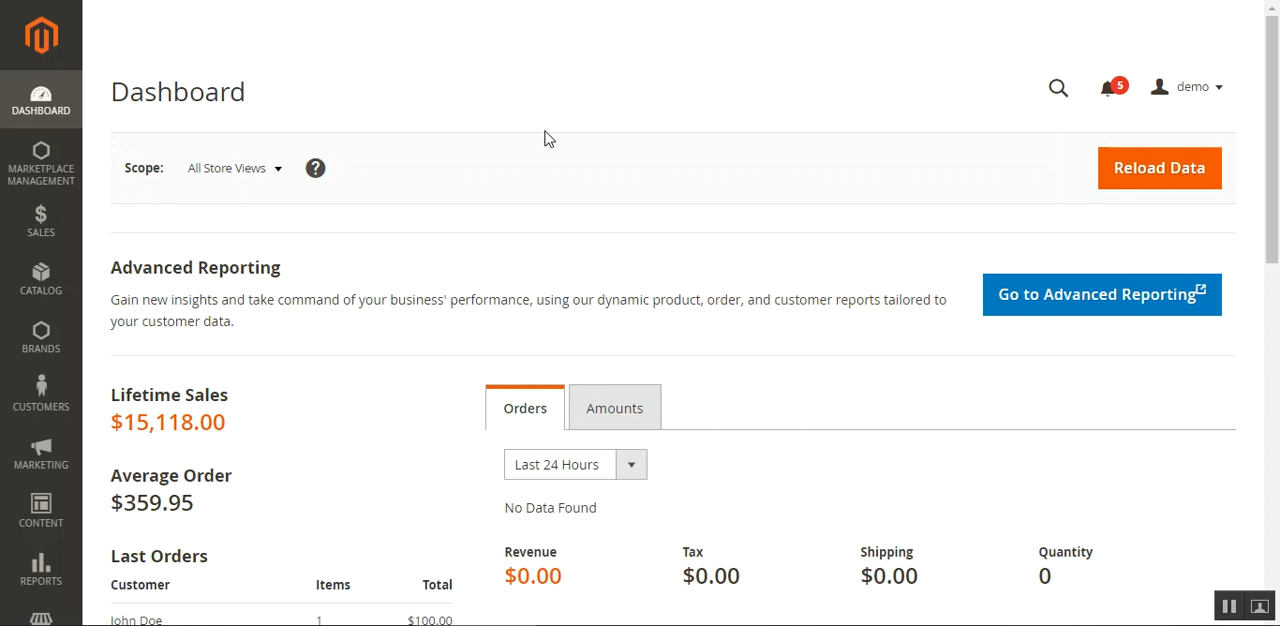 Dashboard
5
demo
DASHBOARD
MARKETPLACE
MANAGEMENT
SALES
CATALOG
BRANDS
CUSTOMERS
MARKETING
CONTENT
REPORTS
Scope: All Store Views ?
Reload Data
Advanced Reporting
Gain new insights and take command of your business' performance, using our dynamic product, order, and customer reports tailored to
your customer data.
Go to Advanced Reporting
Lifetime Sales
$15,118.00
Average Order
$359.95
Last Orders
Customer Items Total
John Doe 1 $100.00
Orders Amounts
Last 24 Hours
No Data Found
Revenue Tax Shipping Quantity
$0.00 $0.00 $0.00 0